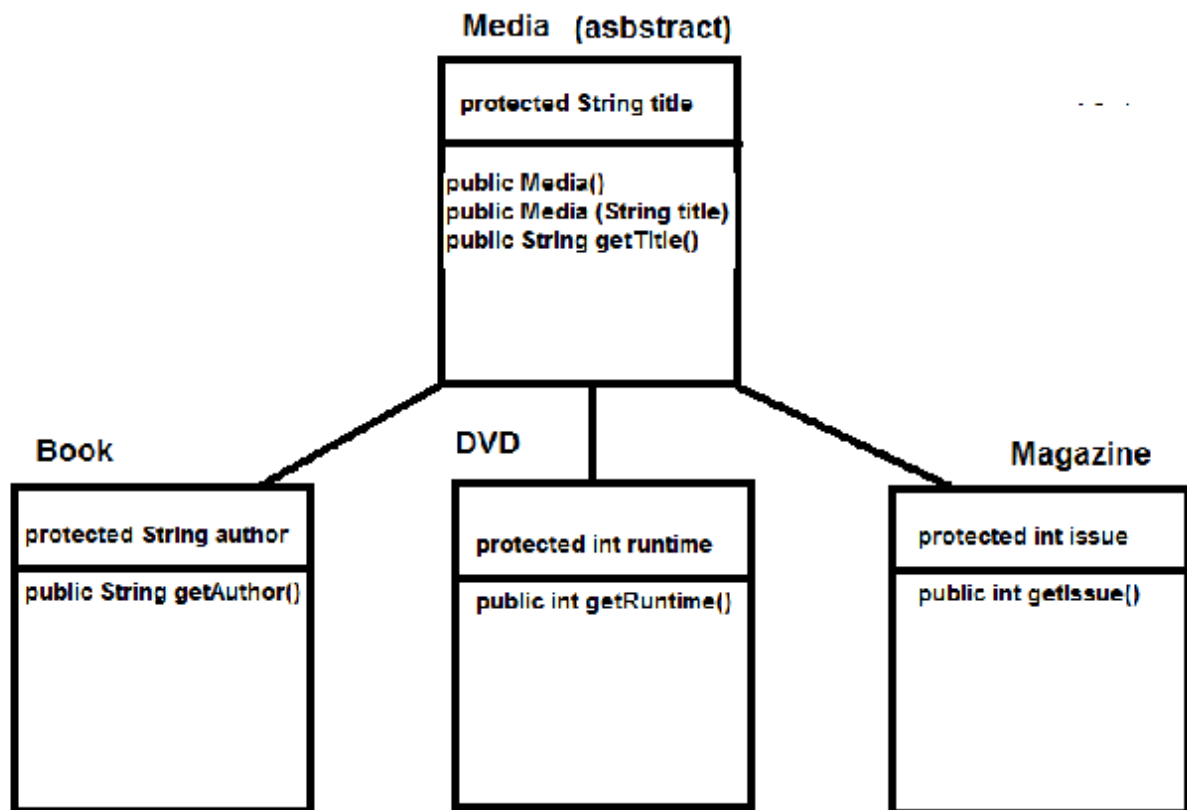 Media (asbstract)
protected String title
public Media()
public Media (String title)
public String getTitle()
Book
protected String author
public String getAuthor()
DVD
protected int runtime
public int getRuntime()
Magazine
protected int issue
public int getIssue()